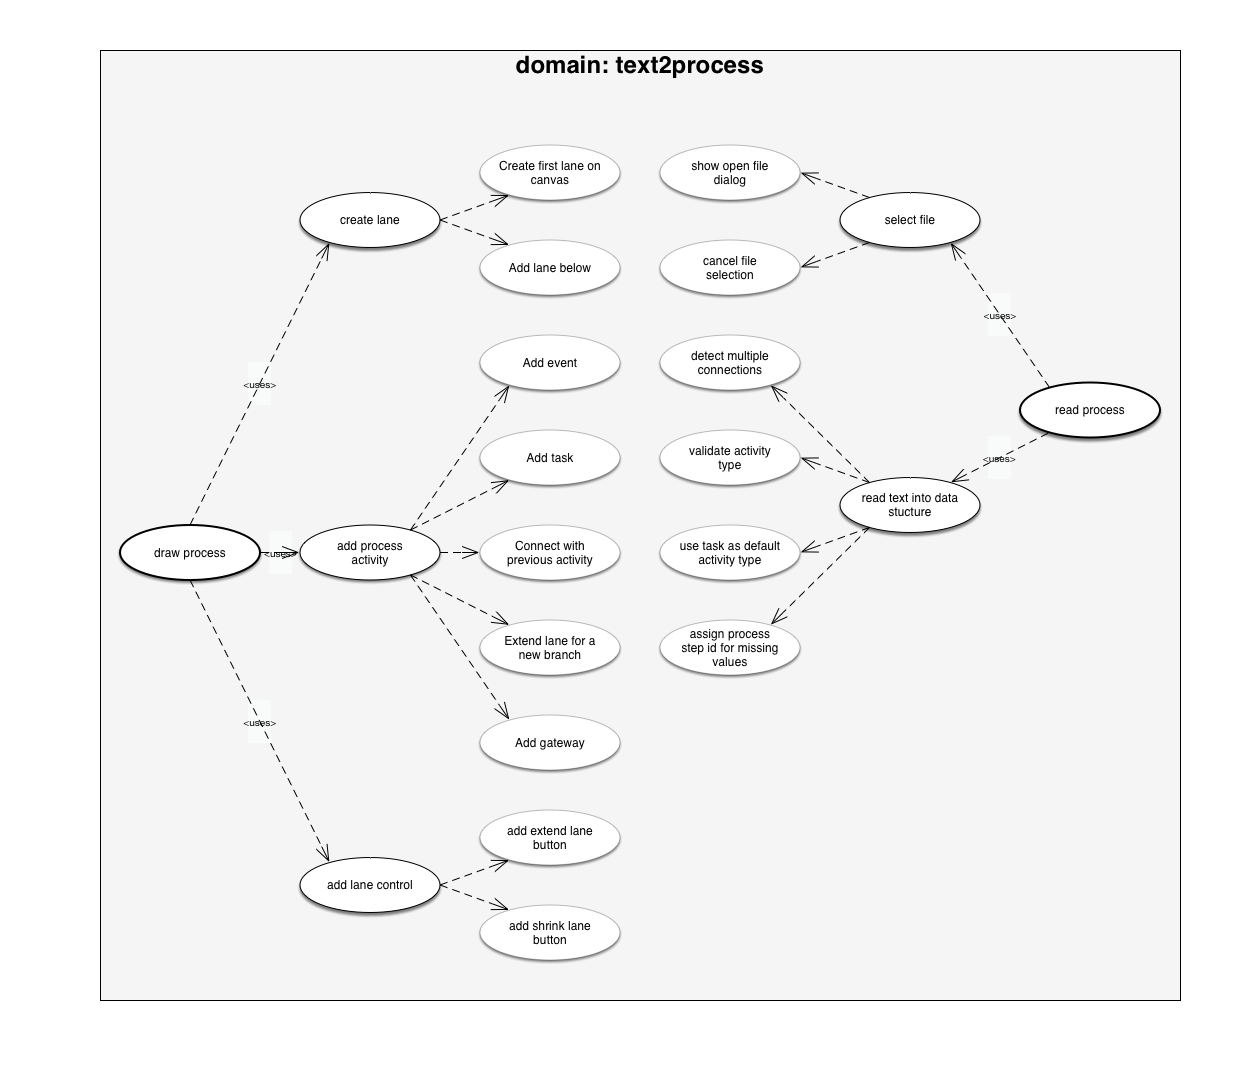 domain: text2process
Create first lane on
canvas
show open file
dialog
create lane
select file
Add lane below
cancel file
selection
<uses>
Add event
detect multiple
connections
<uses>
read process
Add task
validate activity
type
<uses>
read text into data
stucture
draw process
<uses>
add process
activity
Connect with
previous activity
use task as default
activity type
Extend lane for a
new branch
assign process
step id for missing
values
<uses>
Add gateway
add extend lane
button
add lane control
add shrink lane
button